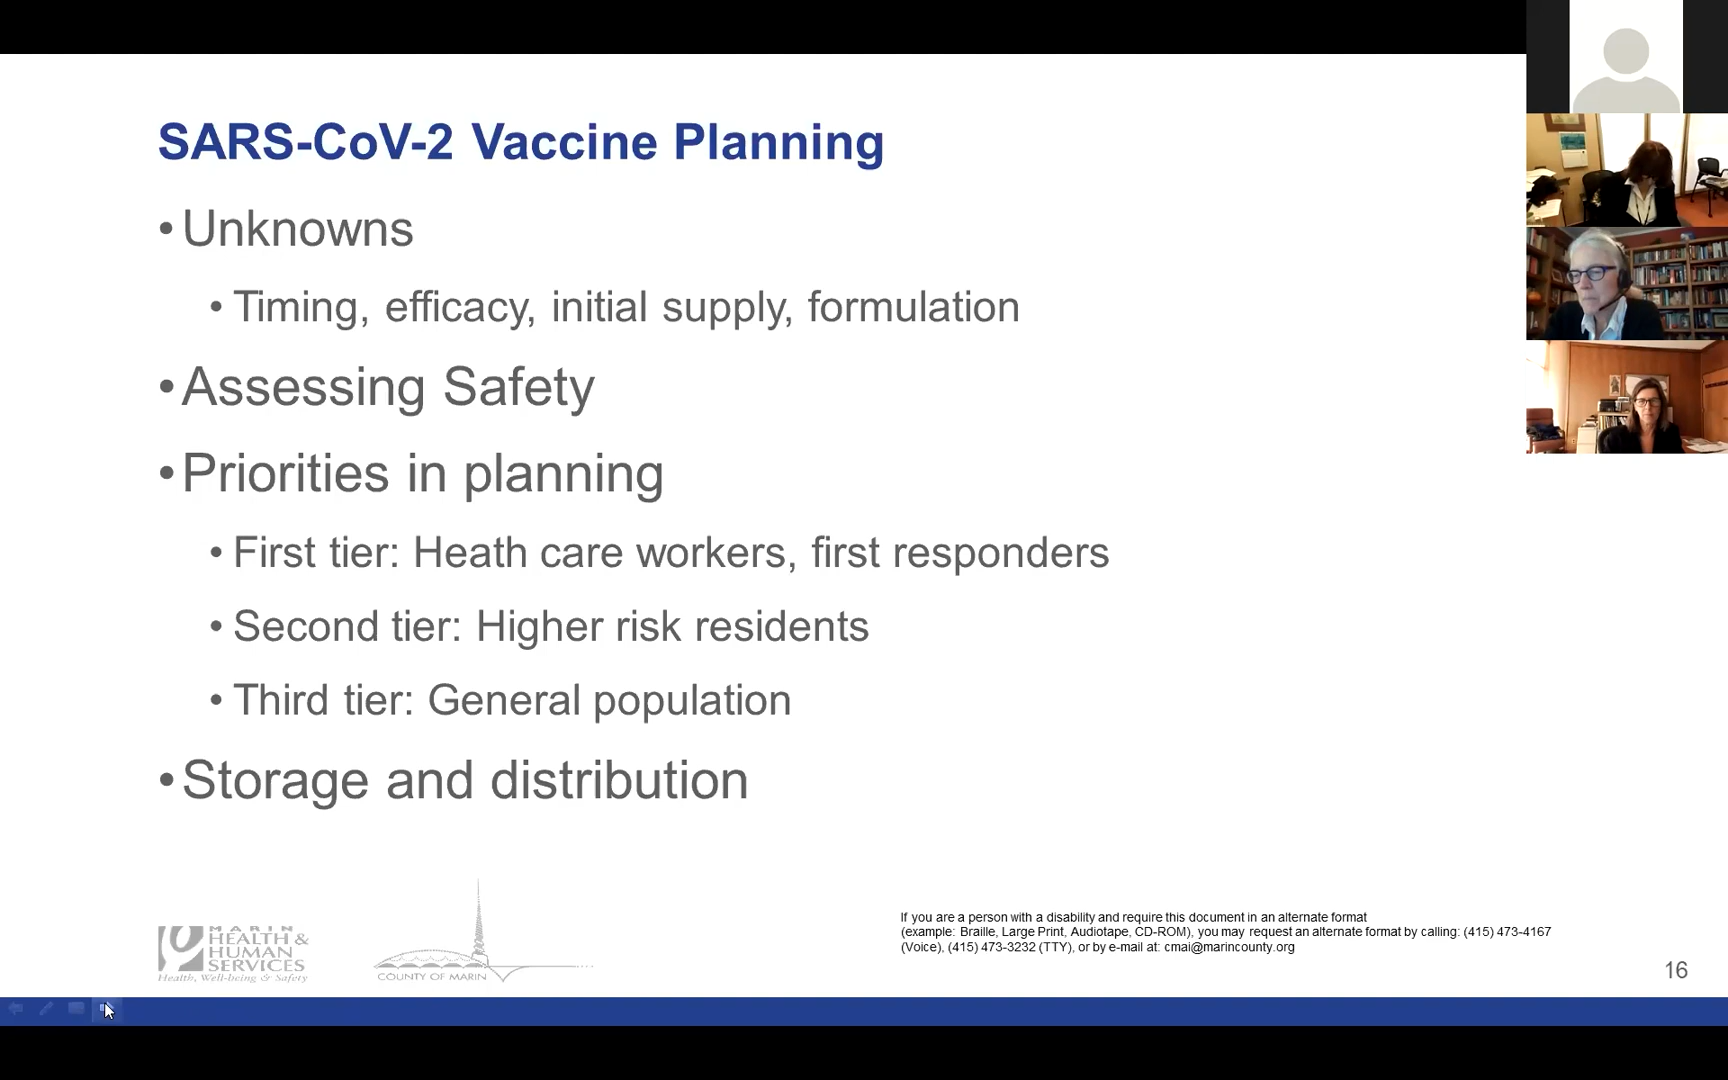 SARS-CoV-2 Vaccine Planning
•Unknowns
• Timing, efficacy, initial supply, formulation
•Assessing Safety
•Priorities in planning
• First tier: Heath care workers, first responders
• Second tier: Higher risk residents
• Third tier: General population
•Storage and distribution
MARIN
HEALTH &
HUMAN
SERVICES
Health, Well-being & Safety
COUNTY OF MARIN
If you are a person with a disability and require this document in an alternate format
(example: Braille, Large Print, Audiotape, CD-ROM), you may request an alternate format by calling: (415) 473-4167
(Voice), (415) 473-3232 (TTY), or by e-mail at: cmai@marincounty.org
16